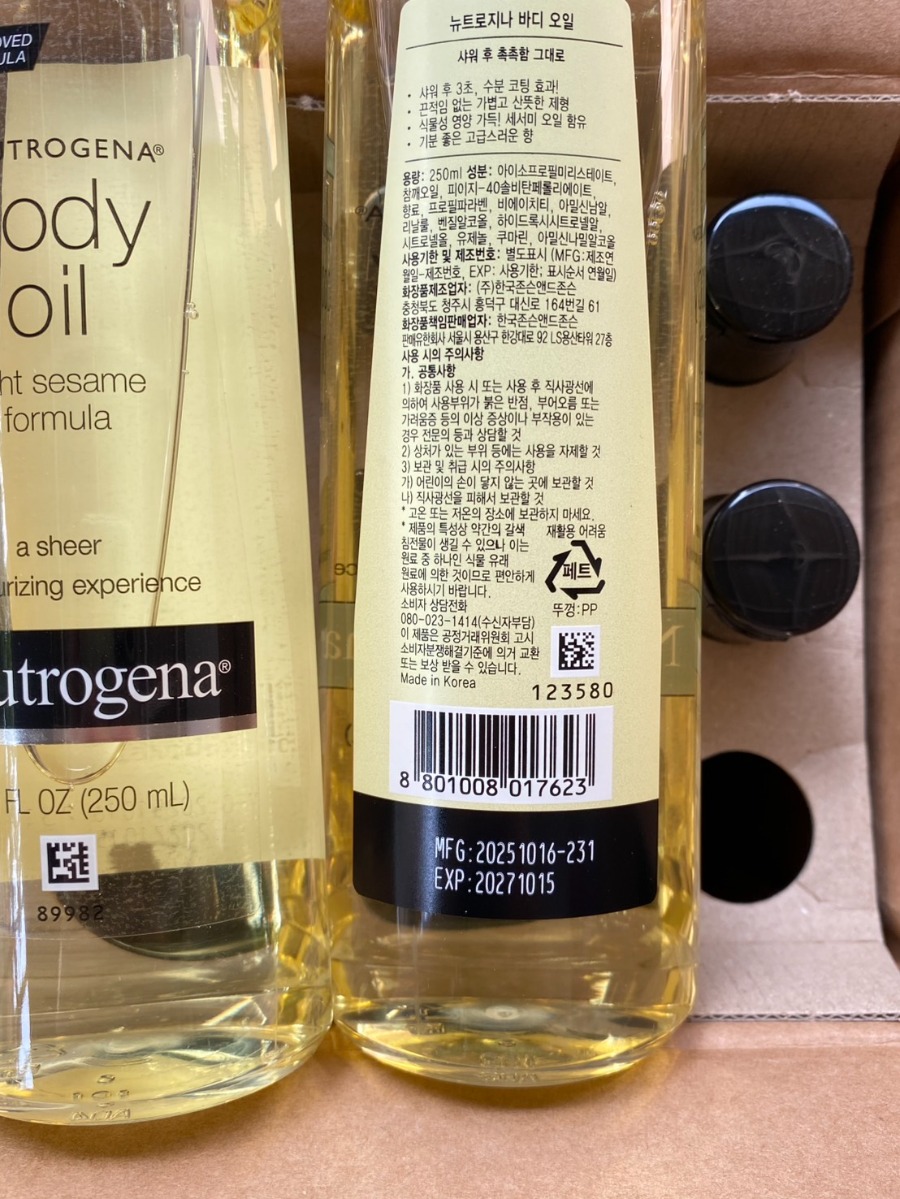 OVED
ULA
UTROGENA®
ody
oil
ht sesame
formula
a sheer
urizing experience
utrogena®
FL OZ (250 mL)
89982
뉴트로지나 바디 오일
샤워 후 촉촉함 그대로
• 샤워 후 3초, 수분 코팅 효과!
• 끈적임 없는 가볍고 산뜻한 제형
• 식물성 영양 가득! 세서미 오일 함유
• 기분 좋은 고급스러운 향
용량: 250ml 성분: 아이소프로필미리스테이트,
참깨오일, 피이지-40솔비탄페롤리에이트,
향료, 프로필파라벤, 비에이치티, 아밀신남알,
리날룰, 벤질알코올, 하이드록시시트로넬알,
시트로넬올, 유제놀, 쿠마린, 아밀신나밀알코올
사용기한 및 제조번호: 별도표시 (MFG:제조연
월일-제조번호, EXP: 사용기한; 표시순서 연월일)
화장품제조업자: (주)한국존슨앤드존슨
충청북도 청주시 흥덕구 대신로 164번길 61
화장품책임판매업자: 한국존슨앤드존슨
판매유한회사 서울시 용산구 한강대로 92 LS용산타워 27층
사용 시의 주의사항
가. 공통사항
1) 화장품 사용 시 또는 사용 후 직사광선에
의하여 사용부위가 붉은 반점, 부어오름 또는
가려움증 등의 이상 증상이나 부작용이 있는
경우 전문의 등과 상담할 것
2) 상처가 있는 부위 등에는 사용을 자제할 것
3) 보관 및 취급 시의 주의사항
가) 어린이의 손이 닿지 않는 곳에 보관할 것
나) 직사광선을 피해서 보관할 것
* 고온 또는 저온의 장소에 보관하지 마세요.
* 제품의 특성상 약간의 갈색
침전물이 생길 수 있으나 이는
원료 중 하나인 식물 유래
원료에 의한 것이므로 편안하게
사용하시기 바랍니다.
소비자 상담전화
080-023-1414(수신자부담)
이 제품은 공정거래위원회 고시
소비자분쟁해결기준에 의거 교환
또는 보상 받을 수 있습니다.
Made in Korea
재활용 어려움
페트
뚜껑:PP
123580
8 801008 017623
MFG:20251016-231
EXP:20271015